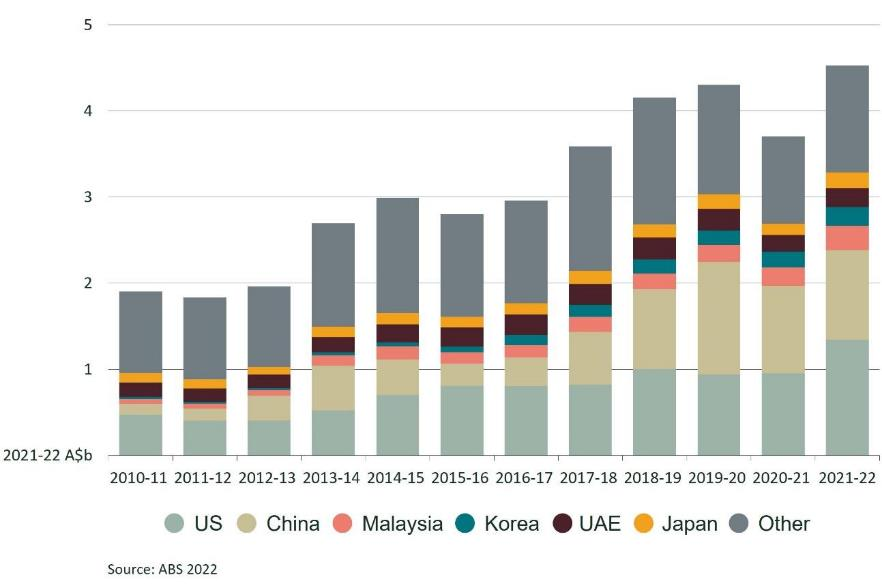 5
4
3
2
1
2021-22 A$b
2010-11 2011-12 2012-13 2013-14 2014-15 2015-16 2016-17 2017-18 2018-19 2019-20 2020-21 2021-22
US China Malaysia Korea UAE Japan Other
Source: ABS 2022